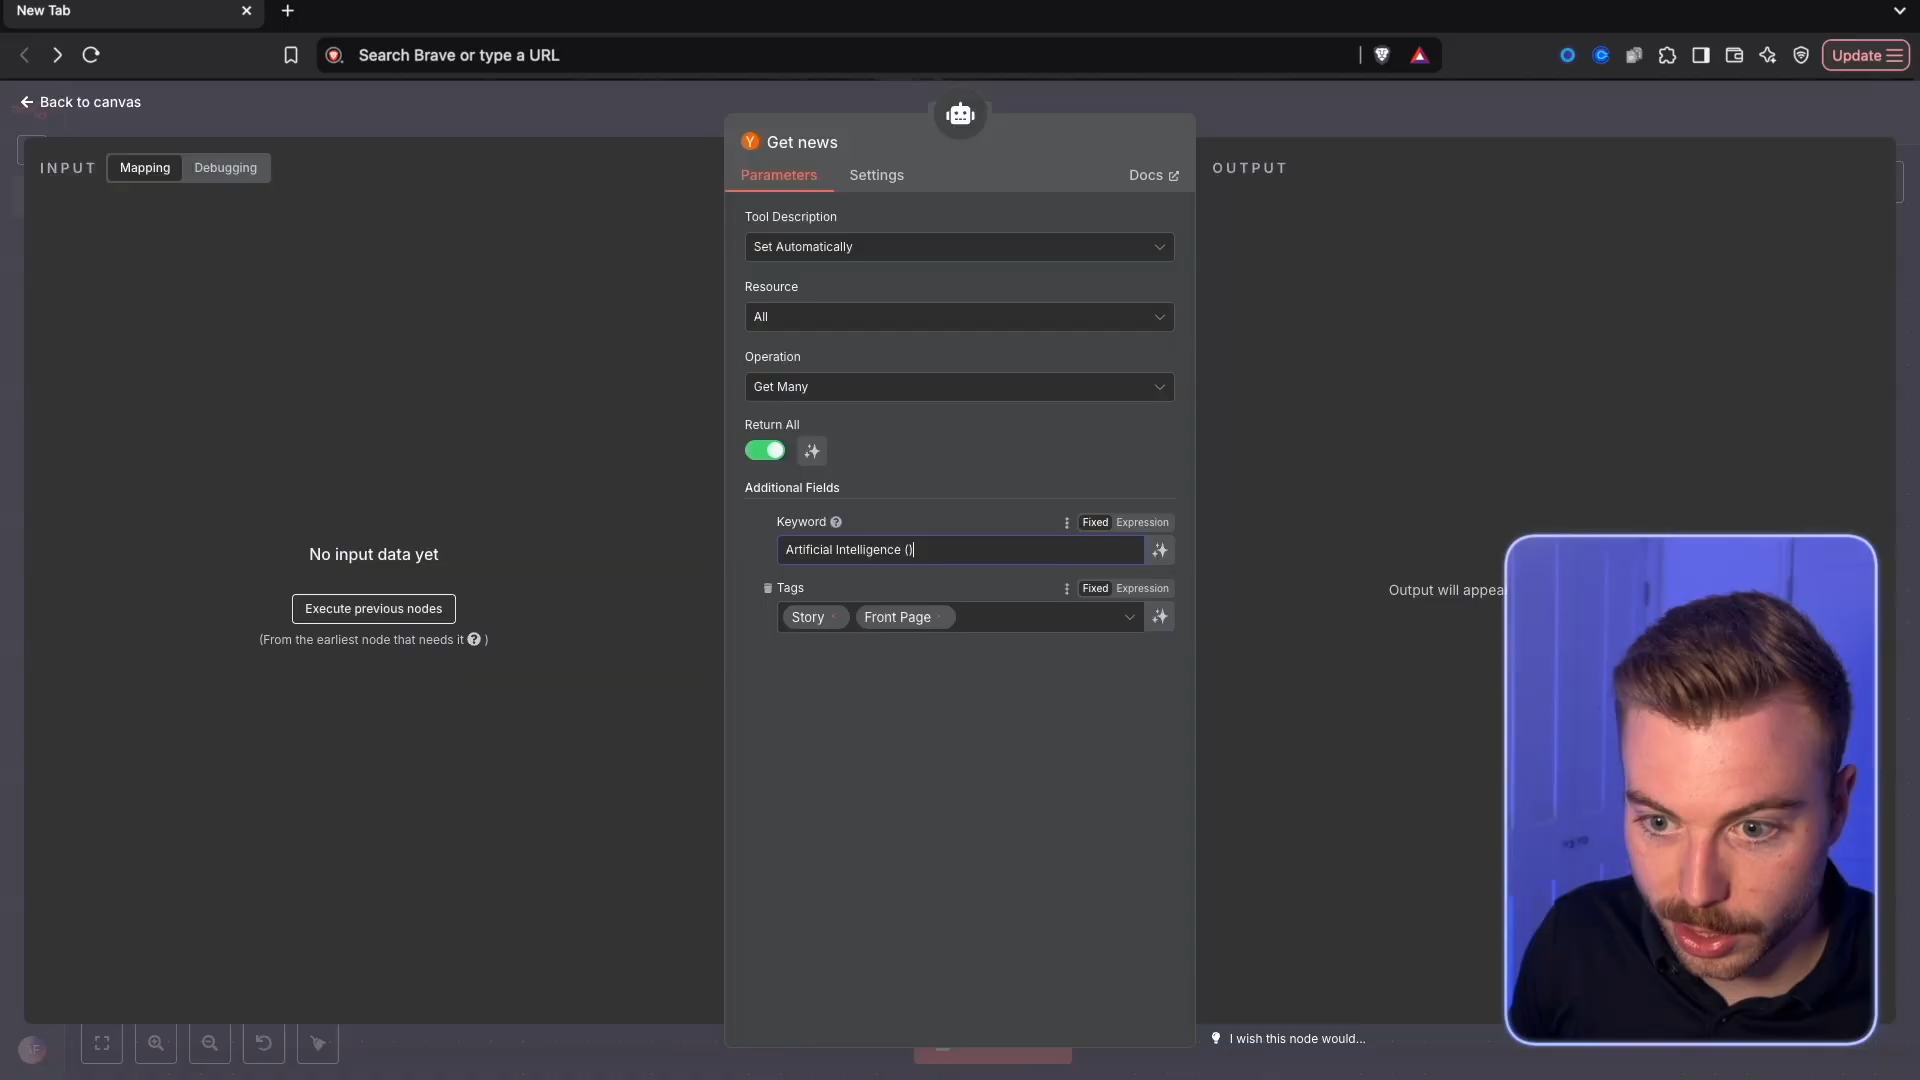 New Tab
Search Brave or type a URL
Update
Back to canvas
Get news
INPUT
Mapping
Debugging
OUTPUT
Parameters
Settings
Docs
Tool Description
Set Automatically
Resource
All
Operation
Get Many
Return All
Additional Fields
Keyword
Fixed
Expression
Artificial Intelligence ()
No input data yet
Tags
Fixed
Expression
Output will appea
Execute previous nodes
Story
Front Page
(From the earliest node that needs it ? )
I wish this node would...